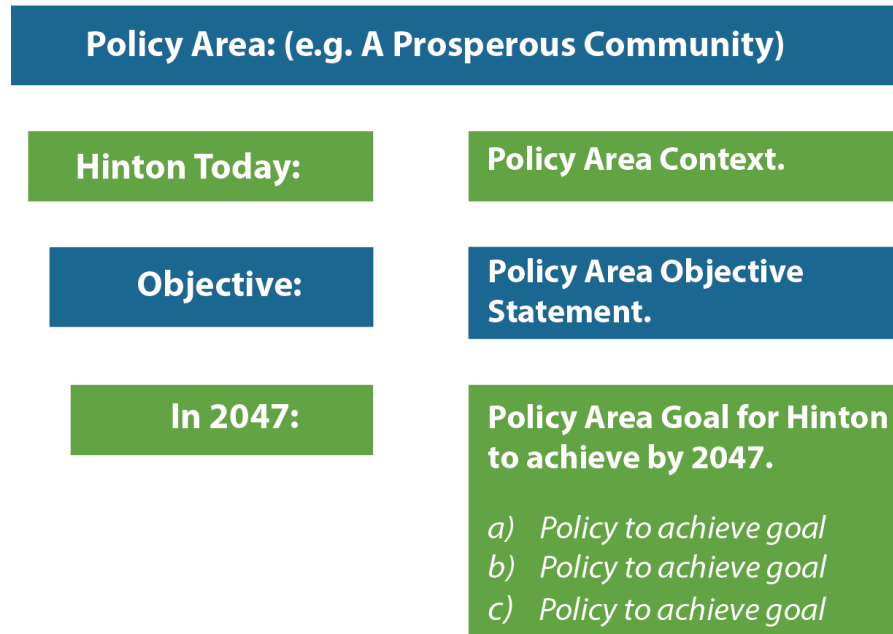 Policy Area: (e.g. A Prosperous Community)
Hinton Today:
Policy Area Context.
Objective:
Policy Area Objective
Statement.
In 2047:
Policy Area Goal for Hinton
to achieve by 2047.
a) Policy to achieve goal
b) Policy to achieve goal
c) Policy to achieve goal